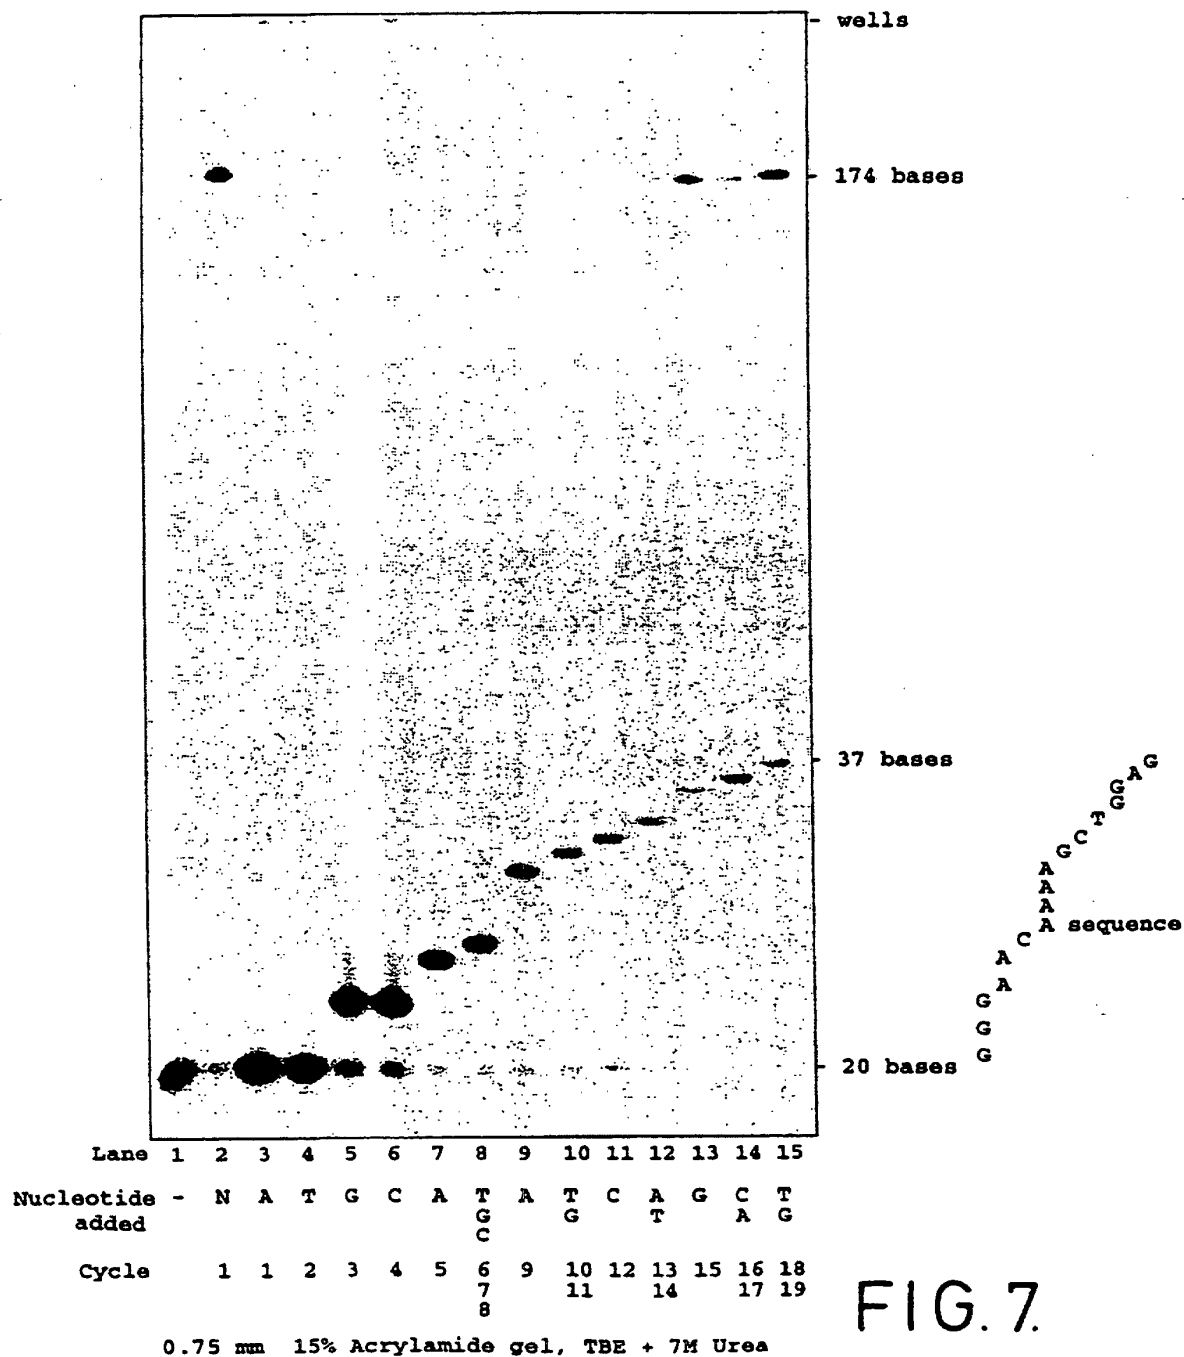 wells
174 bases
37 bases
G
A
G
G
T
C
G
A
A
A
A sequence
C
A
A
G
G
G
20 bases
Lane 1 2 3 4 5 6 7 8 9 10 11 12 13 14 15
Nucleotide - N A T G C A T A T C A G C T
added G G T A G
C
Cycle 1 1 2 3 4 5 6 9 10 12 13 15 16 18
7 11 14 17 19
8
FIG. 7.
0.75 mm 15% Acrylamide gel, TBE + 7M Urea